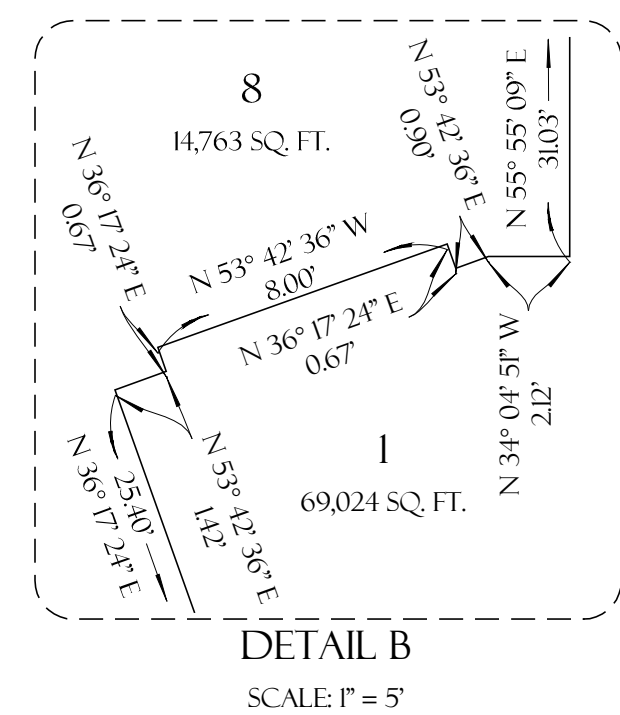 8
14,763 SQ. FT.
N 53° 42' 36" E
0.90'
N 55° 55' 09" E
31.03'
N 36° 17' 24" E
0.67'
N 53° 42' 36" W
8.00'
N 36° 17' 24" E
0.67'
N 34° 04' 51" W
2.12'
1
69,024 SQ. FT.
25.40'
N 36° 17' 24" E
N 53° 42' 36" E
1.42'
DETAIL B
SCALE: 1" = 5'